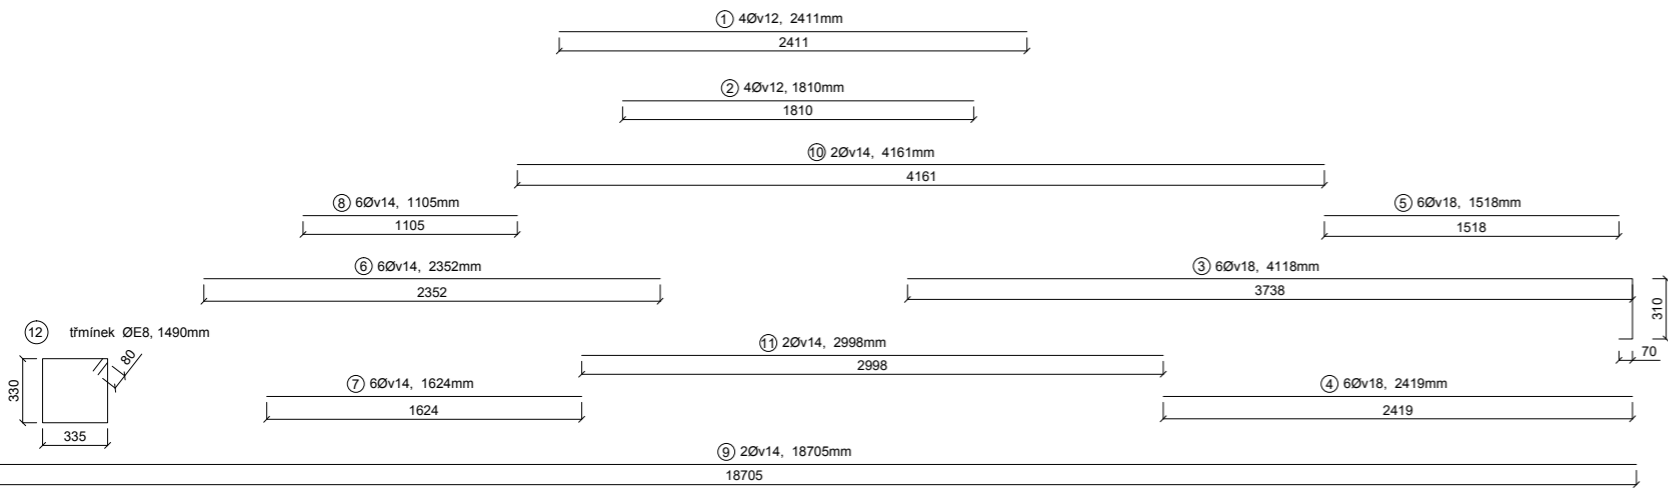 1 4Øv12, 2411mm
2411
2 4Øv12, 1810mm
1810
10 2Øv14, 4161mm
4161
8 6Øv14, 1105mm
1105
5 6Øv18, 1518mm
1518
6 6Øv14, 2352mm
2352
3 6Øv18, 4118mm
3738
310
70
12 třmínek ØE8, 1490mm
80
330
335
11 2Øv14, 2998mm
2998
7 6Øv14, 1624mm
1624
4 6Øv18, 2419mm
2419
9 2Øv14, 18705mm
18705